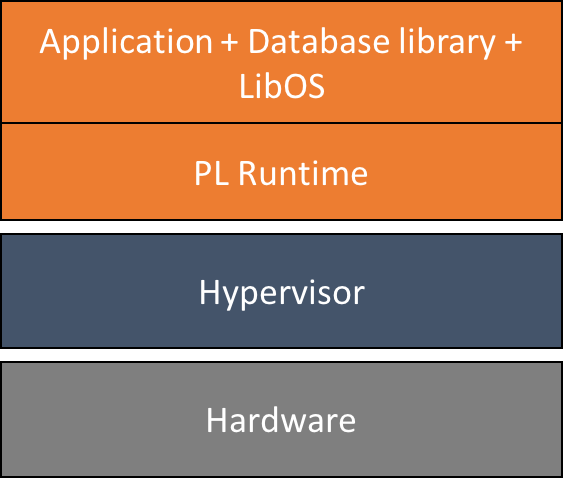 Application + Database library +
LibOS
PL Runtime
Hypervisor
Hardware